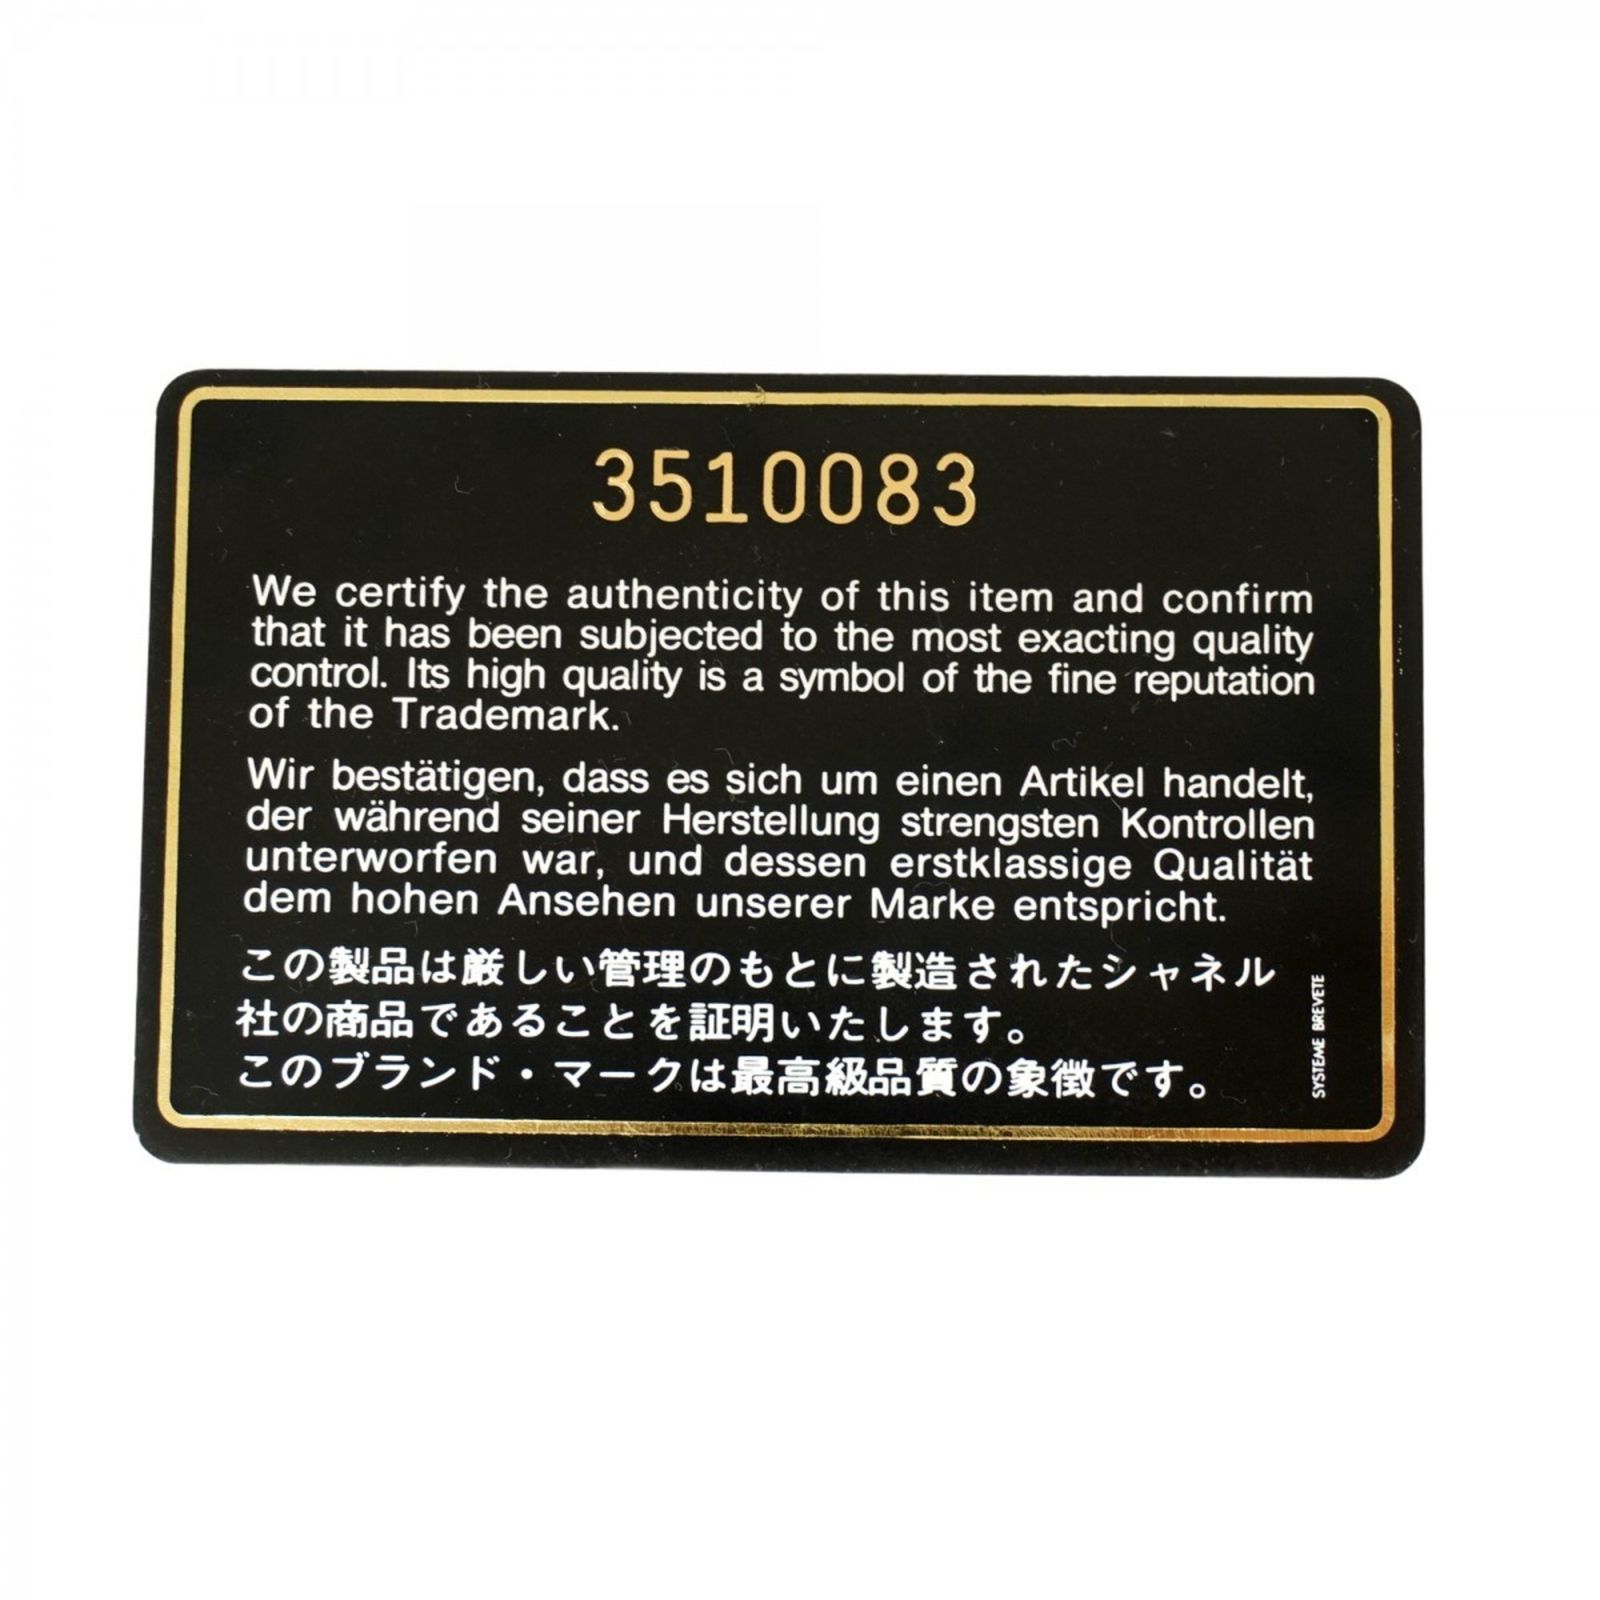 3510083
We certify the authenticity of this item and confirm
that it has been subjected to the most exacting quality
control. Its high quality is a symbol of the fine reputation
of the Trademark.
Wir bestätigen, dass es sich um einen Artikel handelt,
der während seiner Herstellung strengsten Kontrollen
unterworfen war, und dessen erstklassige Qualität
dem hohen Ansehen unserer Marke entspricht.
この製品は厳しい管理のもとに製造されたシャネル
社の商品であることを証明いたします。
このブランド・マークは最高級品質の象徴です。
SYSTEME BREVETE